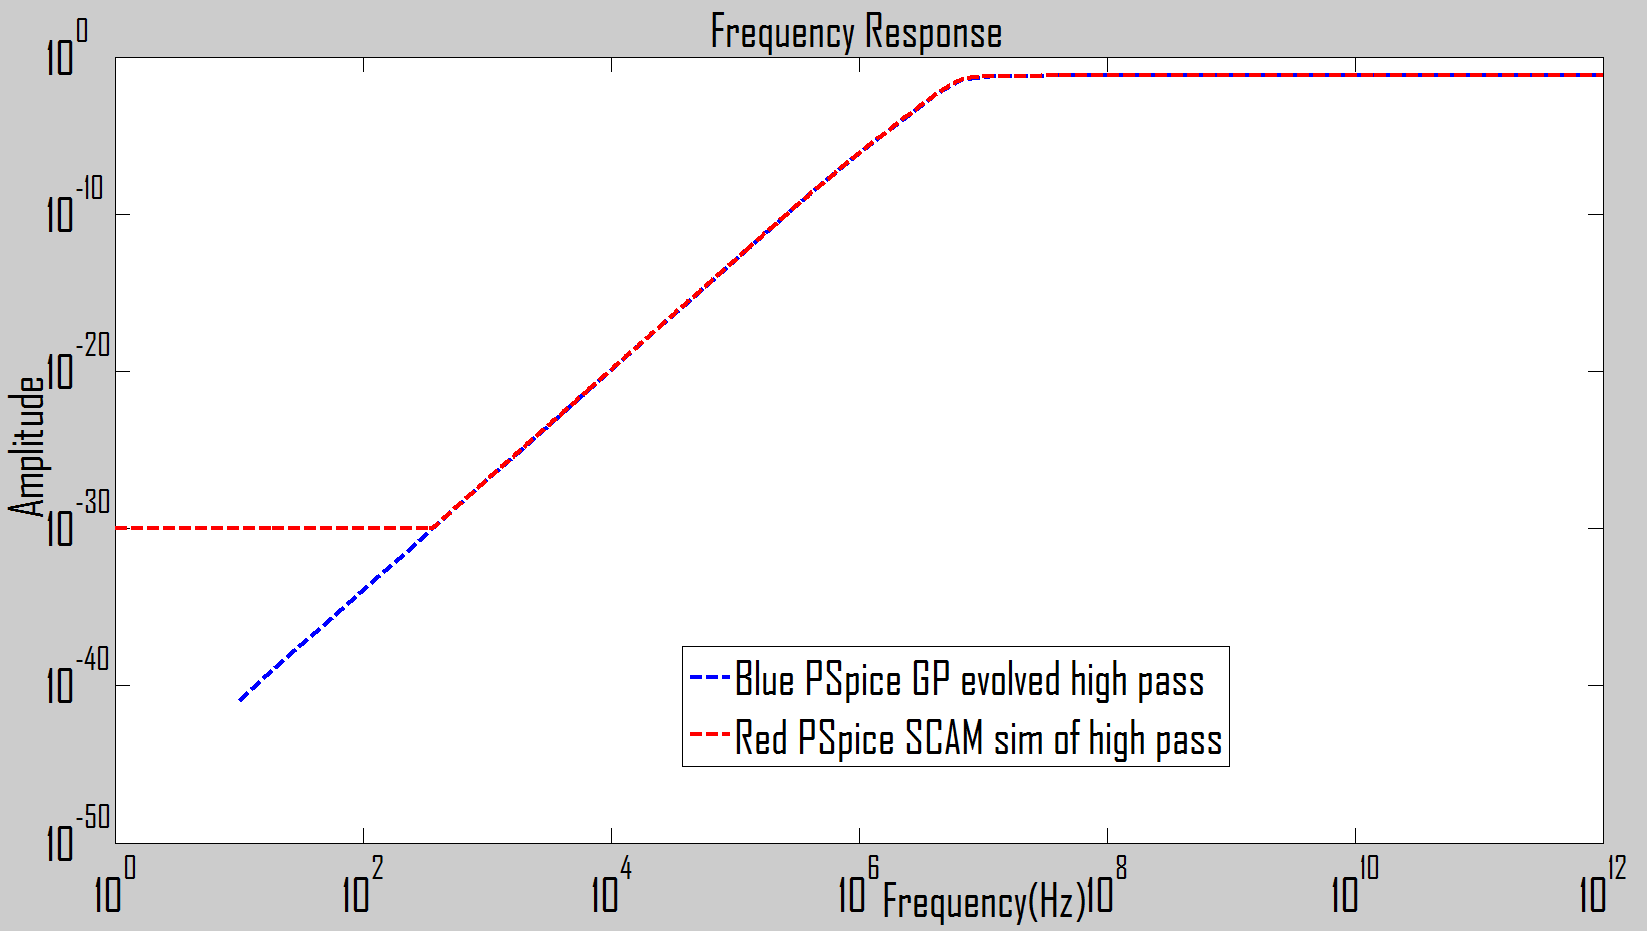 Frequency Response
10^0
10^-10
10^-20
10^-30
10^-40
10^-50
Amplitude
Blue PSpice GP evolved high pass
Red PSpice SCAM sim of high pass
10^0 10^2 10^4 10^6 10^8 10^10 10^12
Frequency(Hz)